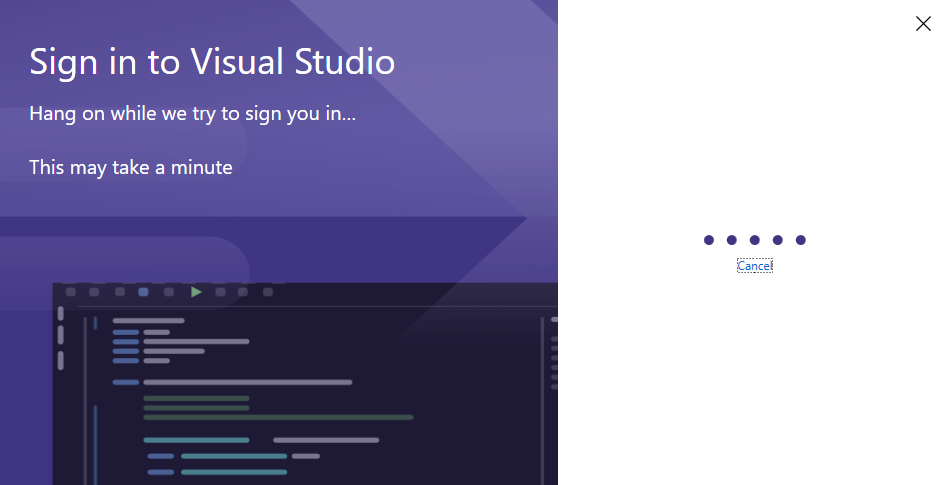 Sign in to Visual Studio
Hang on while we try to sign you in...
This may take a minute
Cancel